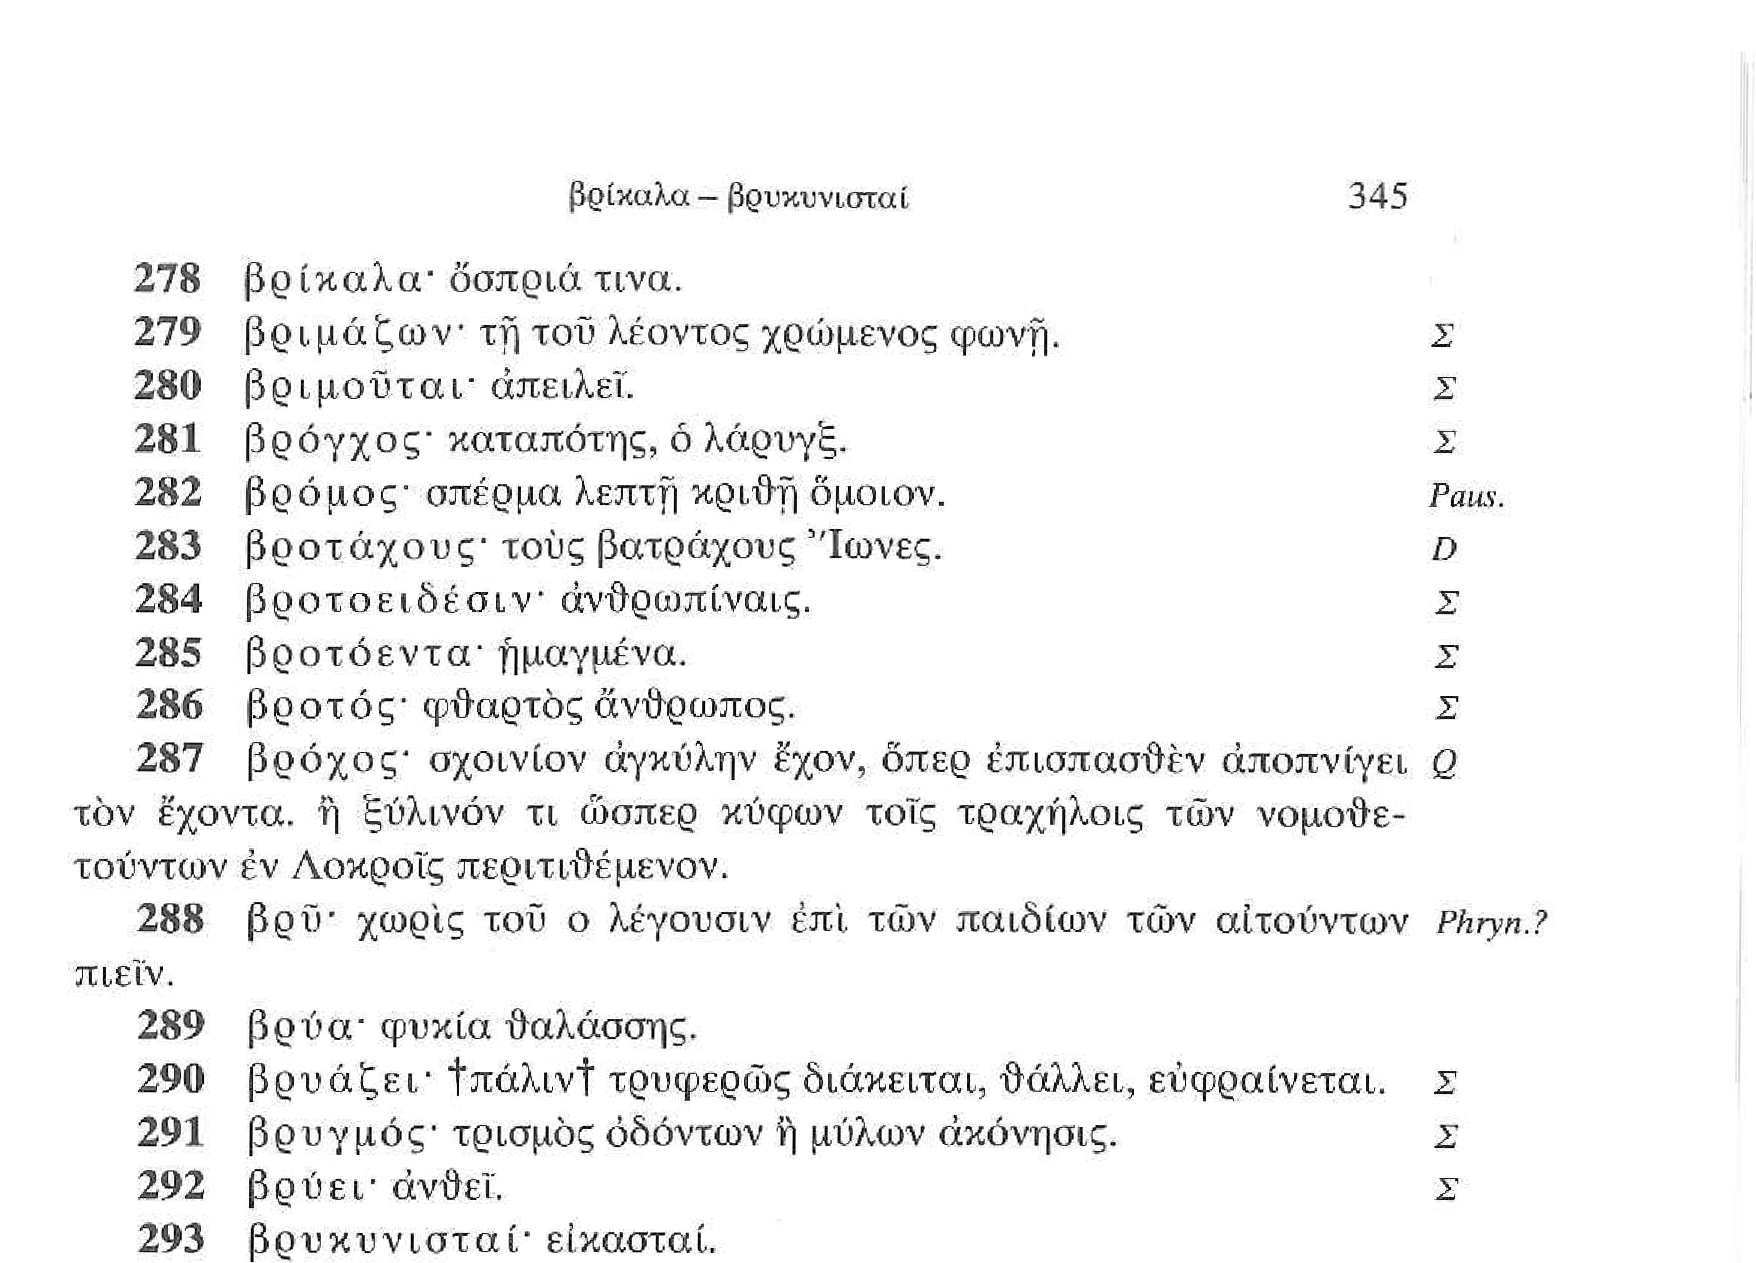 βρίκαλα – βρυκυνισταί 345
278 βρίκαλα· ὄσπριά τινα.
279 βριμάζων· τῇ τοῦ λέοντος χρώμενος φωνῇ. Σ
280 βριμοῦται· ἀπειλεῖ. Σ
281 βρόγχος· καταπότης, ὁ λάρυγξ. Σ
282 βρόμος· σπέρμα λεπτῇ κριθῇ ὅμοιον. Paus.
283 βροτάχους· τοὺς βατράχους Ἴωνες. D
284 βροτοειδέσιν· ἀνθρωπίναις. Σ
285 βροτόεντα· ᾑμαγμένα. Σ
286 βροτός· φθαρτὸς ἄνθρωπος. Σ
287 βρόχος· σχοινίον ἀγκύλην ἔχον, ὅπερ ἐπισπασθὲν ἀποπνίγει Q
τὸν ἔχοντα. ἢ ξύλινόν τι ὥσπερ κύφων τοῖς τραχήλοις τῶν νομοθε-
τούντων ἐν Λοκροῖς περιτιθέμενον.
288 βρῦ· χωρὶς τοῦ ο λέγουσιν ἐπὶ τῶν παιδίων τῶν αἰτούντων Phryn.?
πιεῖν.
289 βρύα· φυκία θαλάσσης.
290 βρυάζει· †πάλιν† τρυφερῶς διάκειται, θάλλει, εὐφραίνεται. Σ
291 βρυγμός· τρισμὸς ὀδόντων ἢ μύλων ἀκόνησις. Σ
292 βρύει· ἀνθεῖ. Σ
293 βρυκυνισταί· εἰκασταί.